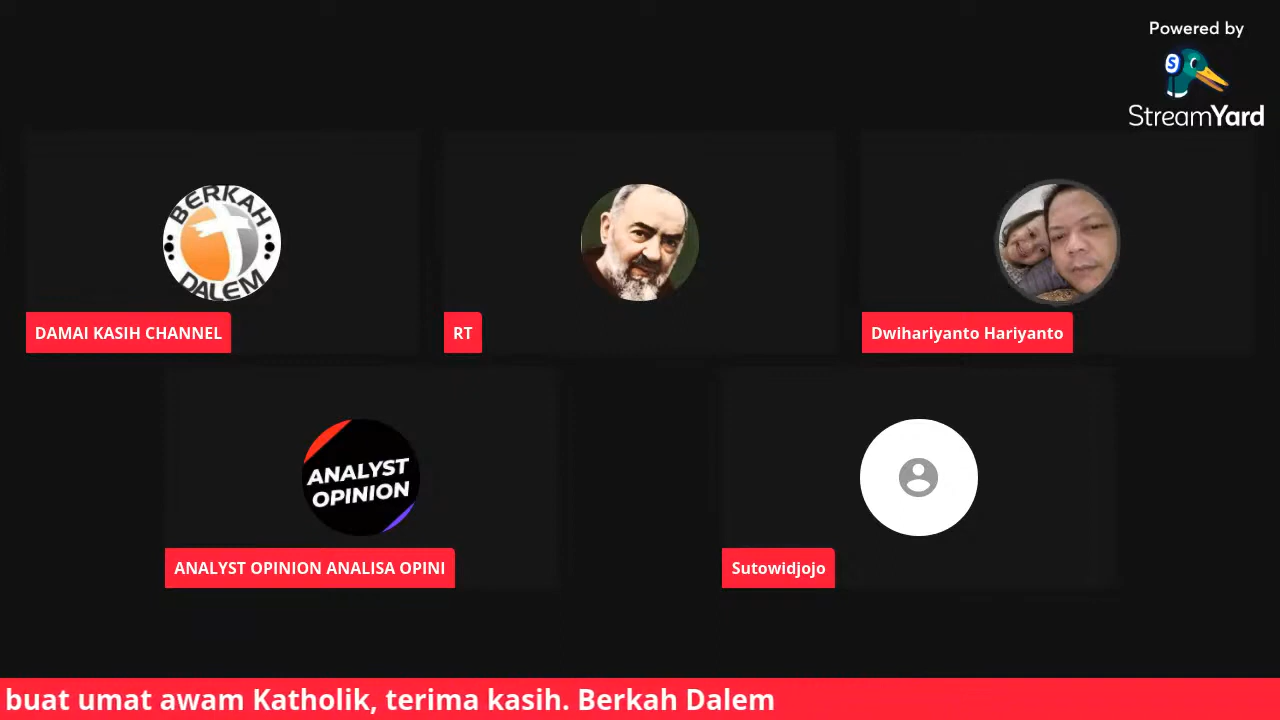 Powered by
StreamYard
BERKAH
DALEM
DAMAI KASIH CHANNEL
RT
Dwihariyanto Hariyanto
ANALYST
OPINION
ANALYST OPINION ANALISA OPINI
Sutowidjojo
buat umat awam Katholik, terima kasih. Berkah Dalem